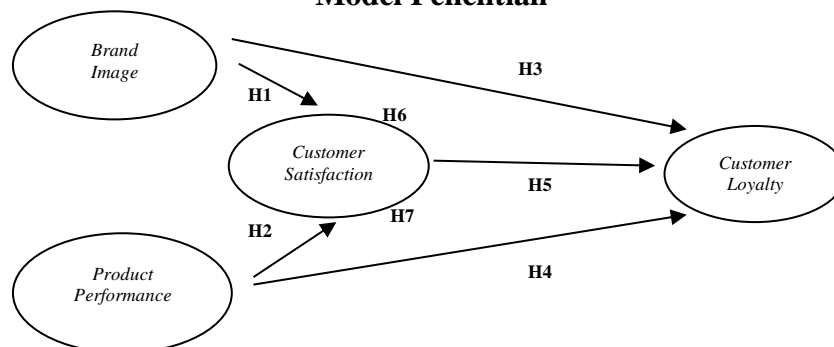 Model Penelitian
Brand
Image
H3
H1
H6
Customer
Satisfaction
Customer
Loyalty
H5
H7
H2
Product
Performance
H4